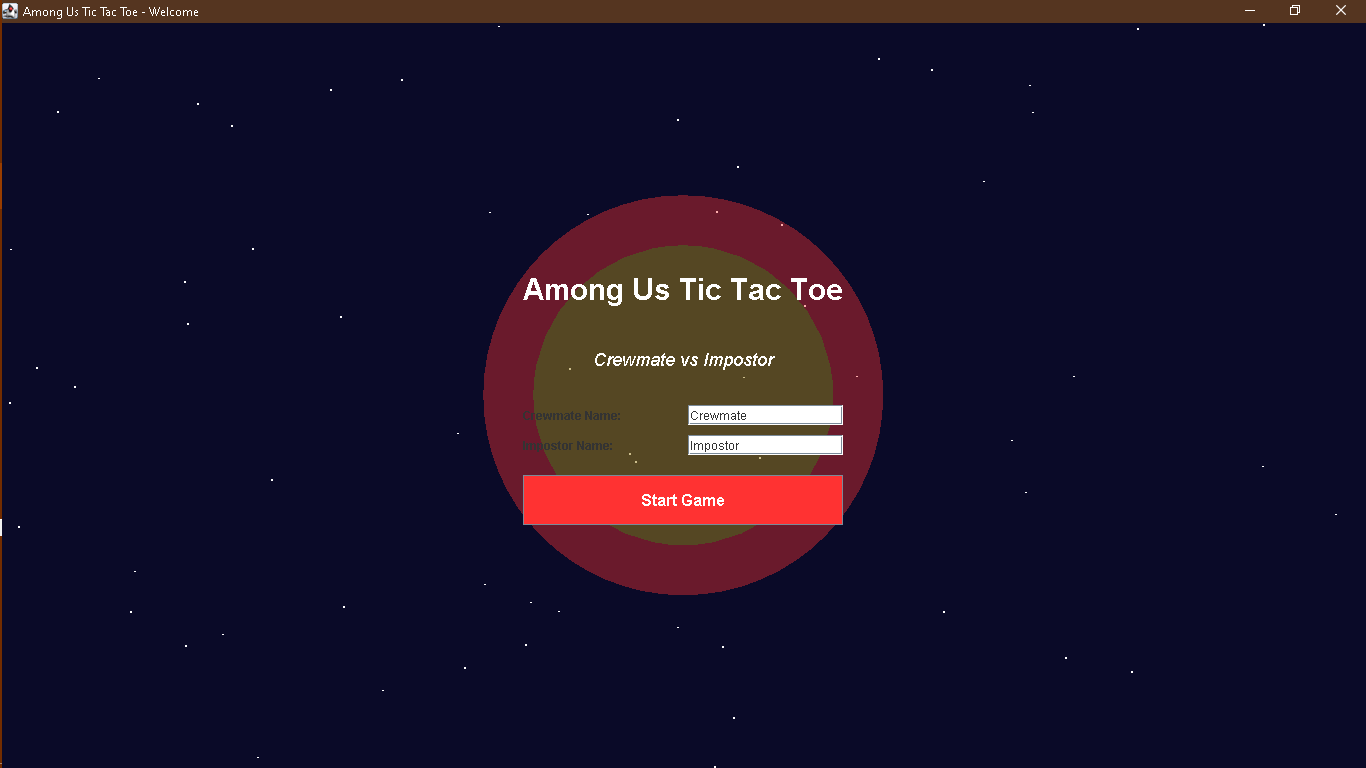 Among Us Tic Tac Toe - Welcome
Among Us Tic Tac Toe
Crewmate vs Impostor
Crewmate Name: Crewmate
Impostor Name: Impostor
Start Game